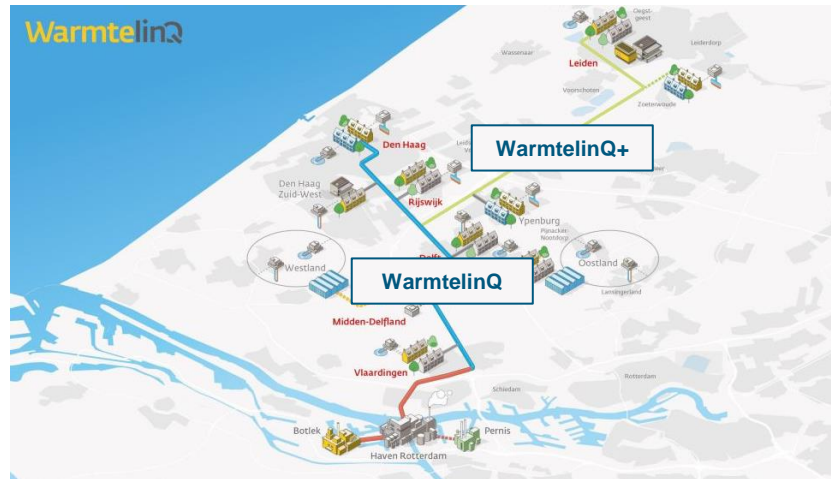 WarmtelinQ
Oegst-
geest
Leiderdorp
Wassenaar
Leiden
Voorschoten
Zoeterwoude
Den Haag
WarmtelinQ+
Den Haag
Zuid-West
Rijswijk
Ypenburg
Pijnacker-
Nootdorp
Westland
Oostland
WarmtelinQ
Lansingerland
Midden-Delfland
Vlaardingen
Schiedam
Rotterdam
Botlek
Pernis
Haven Rotterdam